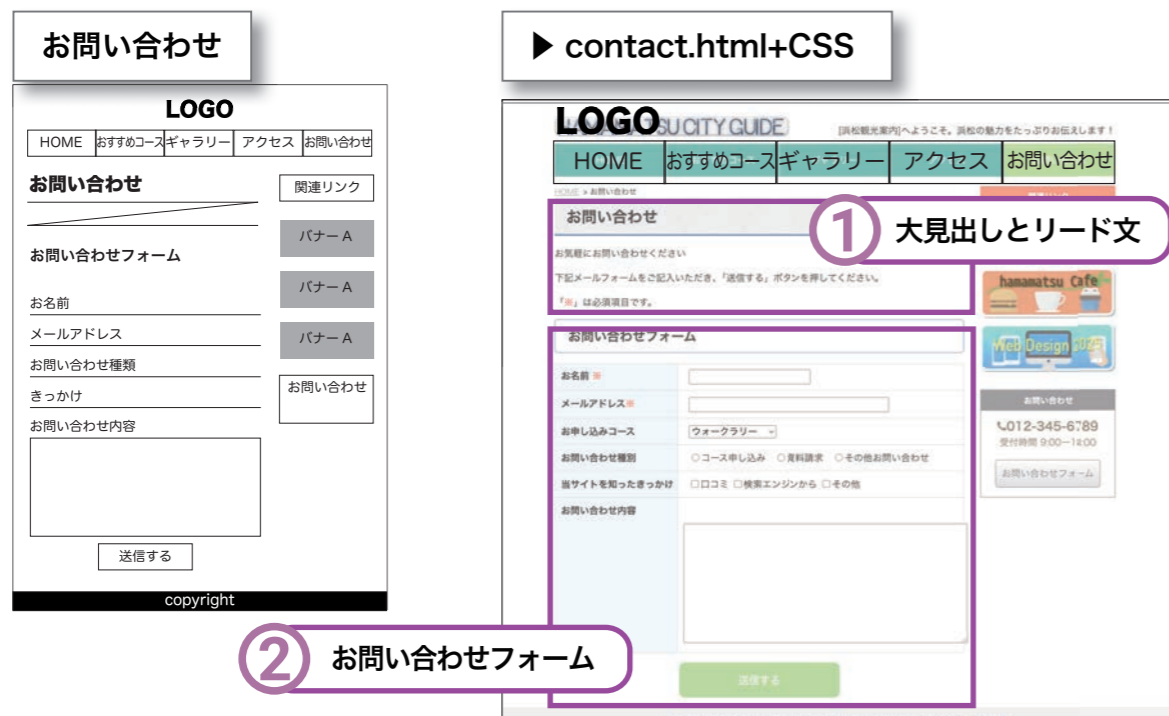 お問い合わせ
LOGO
HOME おすすめコース ギャラリー アクセス お問い合わせ
お問い合わせ
関連リンク
バナー A
お問い合わせフォーム
バナー A
お名前
メールアドレス
バナー A
お問い合わせ種類
お問い合わせ
きっかけ
お問い合わせ内容
送信する
copyright
▶ contact.html+CSS
LOGO
SU CITY GUIDE
[浜松観光案内]へようこそ。浜松の魅力をたっぷりお伝えします!
HOME おすすめコース ギャラリー アクセス お問い合わせ
HOME > お問い合わせ
お問い合わせ
① 大見出しとリード文
お気軽にお問い合わせください
下記メールフォームをご記入いただき、「送信する」ボタンを押してください。
「※」は必須項目です。
hamamatsu Cafe
お問い合わせフォーム
Web Design 2025
お名前 ※
メールアドレス※
お申し込みコース ウォークラリー
お問い合わせ種別 ○コース申し込み ○資料請求 ○その他お問い合わせ
当サイトを知ったきっかけ □口コミ □検索エンジンから □その他
お問い合わせ内容
お問い合わせ
012-345-6789
受付時間 9:00~18:00
お問い合わせフォーム
送信する
② お問い合わせフォーム